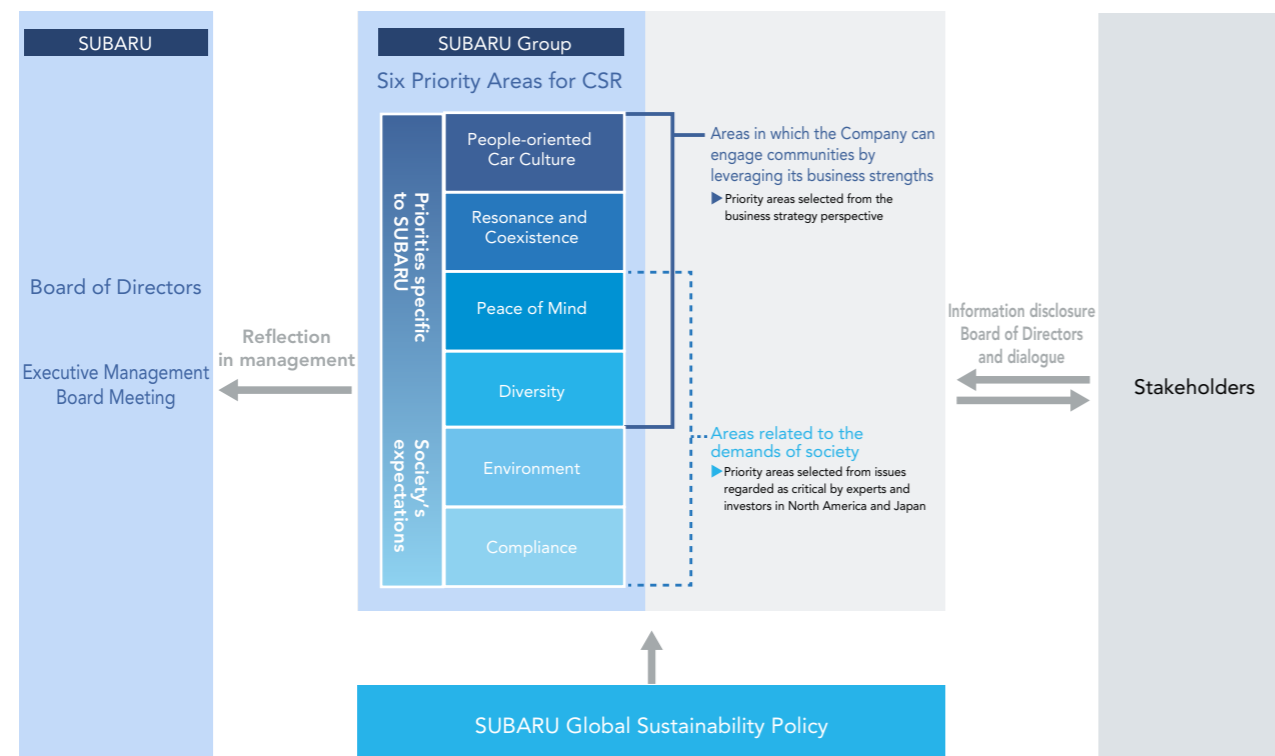 SUBARU
Board of Directors
Executive Management
Board Meeting
Reflection
in management
SUBARU Group
Six Priority Areas for CSR
Priorities specific
to SUBARU
Society's
expectations
People-oriented
Car Culture
Resonance and
Coexistence
Peace of Mind
Diversity
Environment
Compliance
Areas in which the Company can
engage communities by
leveraging its business strengths
Priority areas selected from the
business strategy perspective
Areas related to the
demands of society
Priority areas selected from issues
regarded as critical by experts and
investors in North America and Japan
Information disclosure
Board of Directors
and dialogue
Stakeholders
SUBARU Global Sustainability Policy